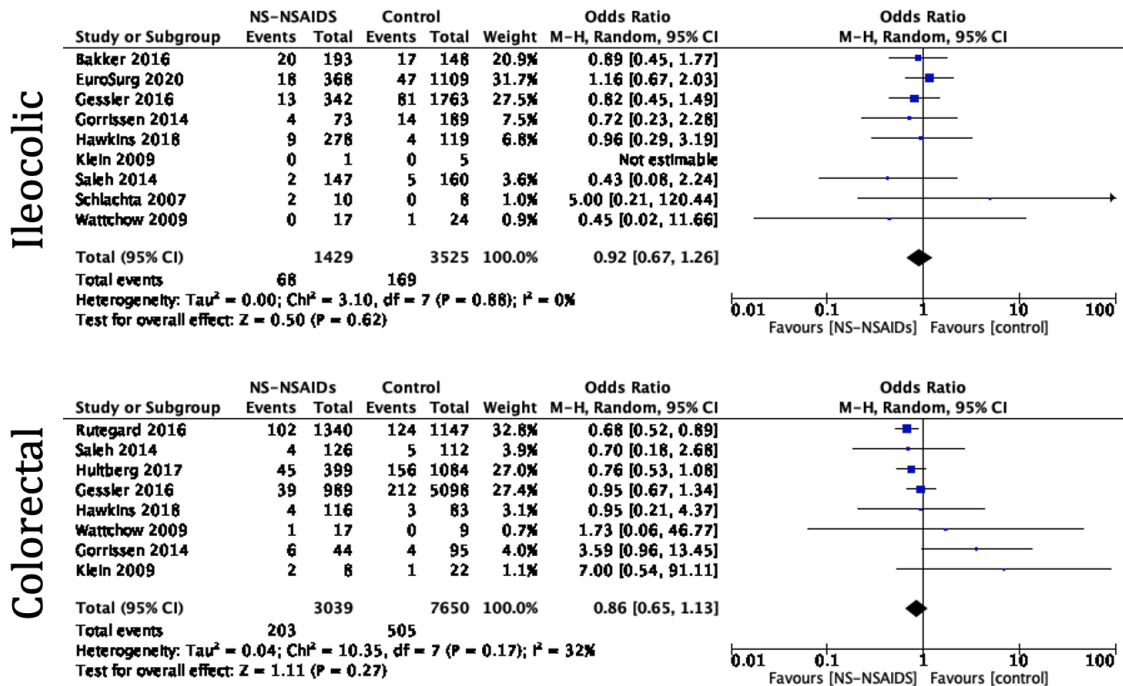 Ileocolic
NS-NSAIDS Control Odds Ratio Odds Ratio
Study or Subgroup Events Total Events Total Weight M-H, Random, 95% CI M-H, Random, 95% CI
Bakker 2016 20 193 17 148 20.9% 0.89 [0.45, 1.77]
EuroSurg 2020 18 368 47 1109 31.7% 1.16 [0.67, 2.03]
Gessler 2016 13 342 81 1763 27.5% 0.82 [0.45, 1.49]
Gorrissen 2014 4 73 14 189 7.5% 0.72 [0.23, 2.28]
Hawkins 2018 9 278 4 119 6.8% 0.96 [0.29, 3.19]
Klein 2009 0 1 0 5 Not estimable
Saleh 2014 2 147 5 160 3.6% 0.43 [0.08, 2.24]
Schlachta 2007 2 10 0 8 1.0% 5.00 [0.21, 120.44]
Wattchow 2009 0 17 1 24 0.9% 0.45 [0.02, 11.66]
Total (95% CI) 1429 3525 100.0% 0.92 [0.67, 1.26]
Total events 68 169
Heterogeneity: Tau² = 0.00; Chi² = 3.10, df = 7 (P = 0.88); I² = 0%
Test for overall effect: Z = 0.50 (P = 0.62)
0.01 0.1 1 10 100
Favours [NS-NSAIDs] Favours [control]
Colorectal
NS-NSAIDs Control Odds Ratio Odds Ratio
Study or Subgroup Events Total Events Total Weight M-H, Random, 95% CI M-H, Random, 95% CI
Rutegard 2016 102 1340 124 1147 32.8% 0.68 [0.52, 0.89]
Saleh 2014 4 126 5 112 3.9% 0.70 [0.18, 2.68]
Hultberg 2017 45 399 156 1084 27.0% 0.76 [0.53, 1.08]
Gessler 2016 39 989 212 5098 27.4% 0.95 [0.67, 1.34]
Hawkins 2018 4 116 3 83 3.1% 0.95 [0.21, 4.37]
Wattchow 2009 1 17 0 9 0.7% 1.73 [0.06, 46.77]
Gorrissen 2014 6 44 4 95 4.0% 3.59 [0.96, 13.45]
Klein 2009 2 8 1 22 1.1% 7.00 [0.54, 91.11]
Total (95% CI) 3039 7650 100.0% 0.86 [0.65, 1.13]
Total events 203 505
Heterogeneity: Tau² = 0.04; Chi² = 10.35, df = 7 (P = 0.17); I² = 32%
Test for overall effect: Z = 1.11 (P = 0.27)
0.01 0.1 1 10 100
Favours [NS-NSAIDs] Favours [control]